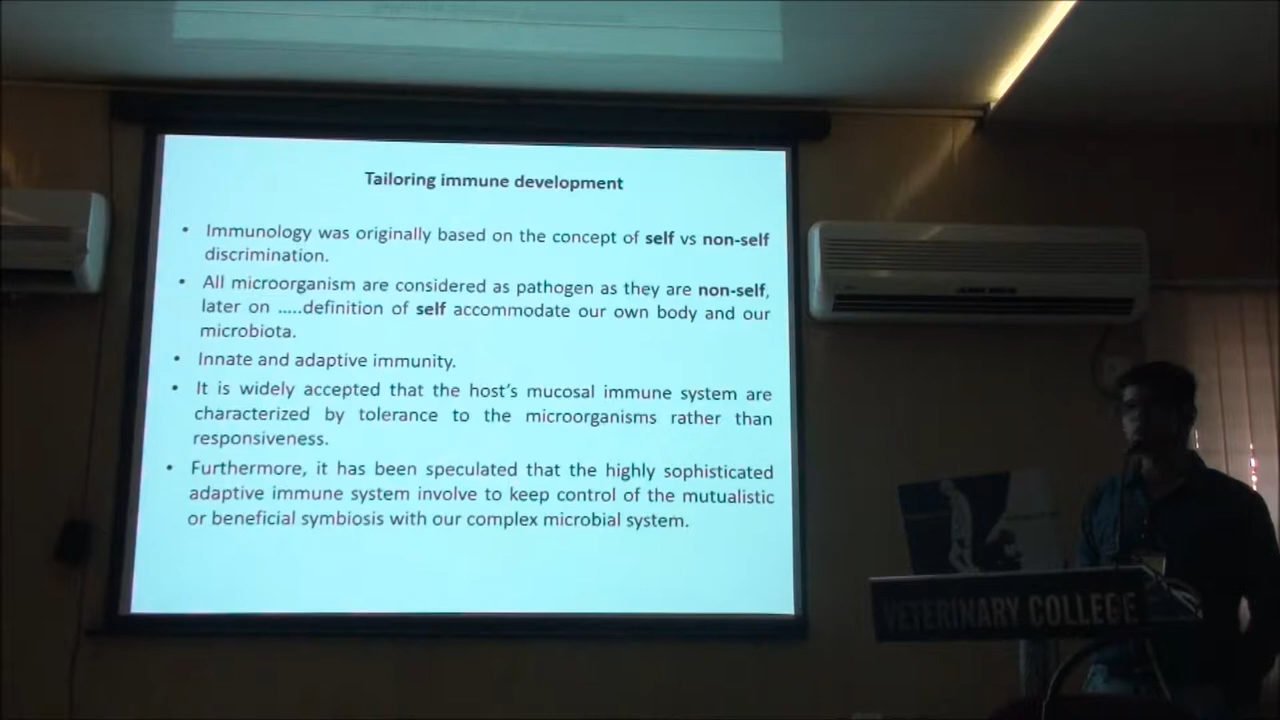 Tailoring immune development
• Immunology was originally based on the concept of self vs non-self
discrimination.
• All microorganism are considered as pathogen as they are non-self,
later on .....definition of self accommodate our own body and our
microbiota.
• Innate and adaptive immunity.
• It is widely accepted that the host's mucosal immune system are
characterized by tolerance to the microorganisms rather than
responsiveness.
• Furthermore, it has been speculated that the highly sophisticated
adaptive immune system involve to keep control of the mutualistic
or beneficial symbiosis with our complex microbial system.
VETERINARY COLLEGE